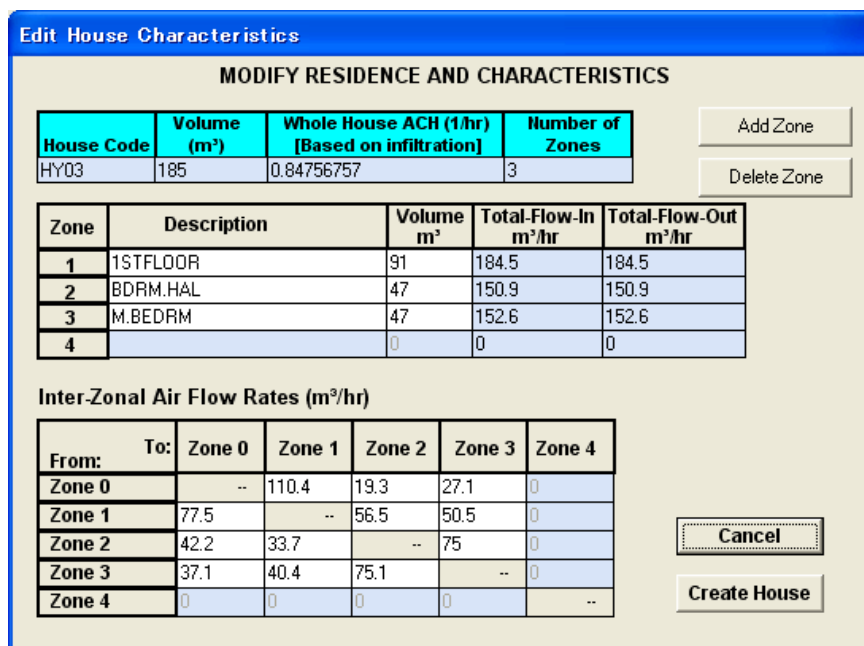 Edit House Characteristics
MODIFY RESIDENCE AND CHARACTERISTICS
House Code Volume (m³) Whole House ACH (1/hr) [Based on infiltration] Number of Zones
HY03 185 0.84756757 3
Add Zone
Delete Zone
Zone Description Volume m³ Total-Flow-In m³/hr Total-Flow-Out m³/hr
1 1STFLOOR 91 184.5 184.5
2 BDRM.HAL 47 150.9 150.9
3 M.BEDRM 47 152.6 152.6
4 0 0 0
Inter-Zonal Air Flow Rates (m³/hr)
From: To: Zone 0 Zone 1 Zone 2 Zone 3 Zone 4
Zone 0 -- 110.4 19.3 27.1 0
Zone 1 77.5 -- 56.5 50.5 0
Zone 2 42.2 33.7 -- 75 0
Zone 3 37.1 40.4 75.1 -- 0
Zone 4 0 0 0 0 --
Cancel
Create House